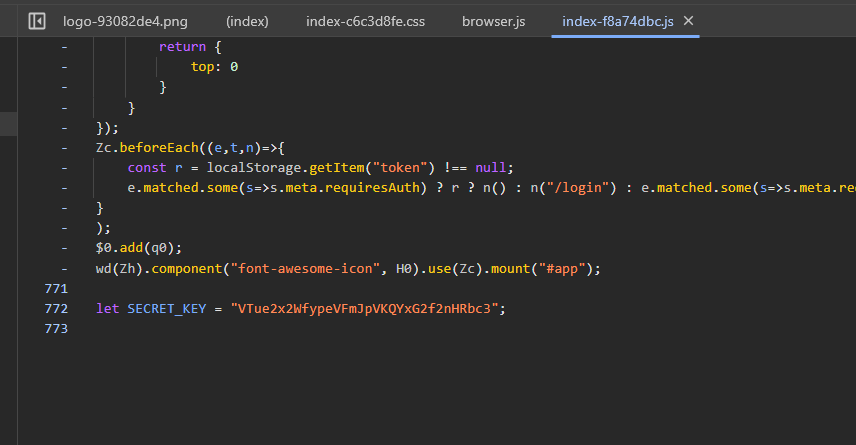 logo-93082de4.png (index) index-c6c3d8fe.css browser.js index-f8a74dbc.js ✕
- return {
- top: 0
- }
- }
- });
- Zc.beforeEach((e,t,n)=>{
- const r = localStorage.getItem("token") !== null;
- e.matched.some(s=>s.meta.requiresAuth) ? r ? n() : n("/login") : e.matched.some(s=>s.meta.req
- }
- );
- $0.add(q0);
- wd(Zh).component("font-awesome-icon", H0).use(Zc).mount("#app");
771
772 let SECRET_KEY = "VTue2x2WfypeVFmJpVKQYxG2f2nHRbc3";
773